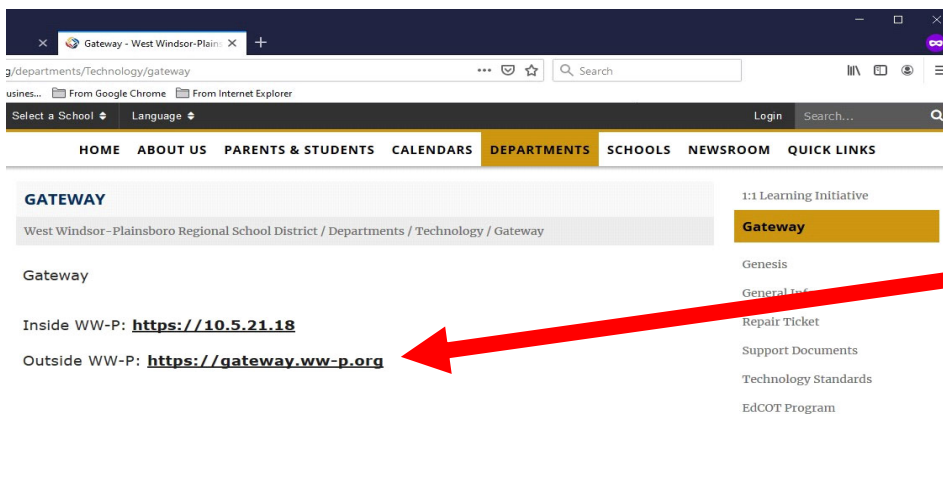 Gateway - West Windsor-Plain
g/departments/Technology/gateway
Search
usines... From Google Chrome From Internet Explorer
Select a School Language Login Search...
HOME ABOUT US PARENTS & STUDENTS CALENDARS DEPARTMENTS SCHOOLS NEWSROOM QUICK LINKS
GATEWAY
West Windsor-Plainsboro Regional School District / Departments / Technology / Gateway
Gateway
Inside WW-P: https://10.5.21.18
Outside WW-P: https://gateway.ww-p.org
1:1 Learning Initiative
Gateway
Genesis
General
Repair Ticket
Support Documents
Technology Standards
EdCOT Program